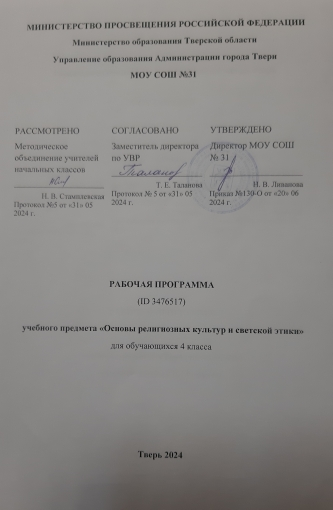 МИНИСТЕРСТВО ПРОСВЕЩЕНИЯ РОССИЙСКОЙ ФЕДЕРАЦИИ
Министерство образования Тверской области
Управление образования Администрации города Твери
МОУ СОШ №31
РАССМОТРЕНО
Методическое
объединение учителей
начальных классов
Н. В. Станилевская
Протокол №5 от «31» 05
2024 г.
СОГЛАСОВАНО
Заместитель директора
по УВР
Т. Е. Таланова
Протокол № 5 от «31» 05
2024 г.
УТВЕРЖДЕНО
Директор МОУ СОШ
№ 31
Н. В. Ливанова
Приказ №130-О от «20» 06
2024 г.
РАБОЧАЯ ПРОГРАММА
(ID 3476517)
учебного предмета «Основы религиозных культур и светской этики»
для обучающихся 4 класса
Тверь 2024